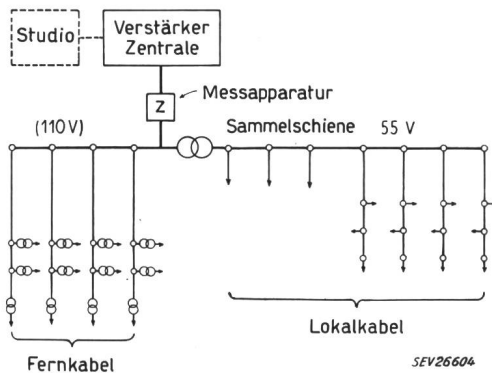 Studio
Verstärker
Zentrale
Z
Messapparatur
(110 V)
Sammelschiene 55 V
Lokalkabel
Fernkabel
SEV26604